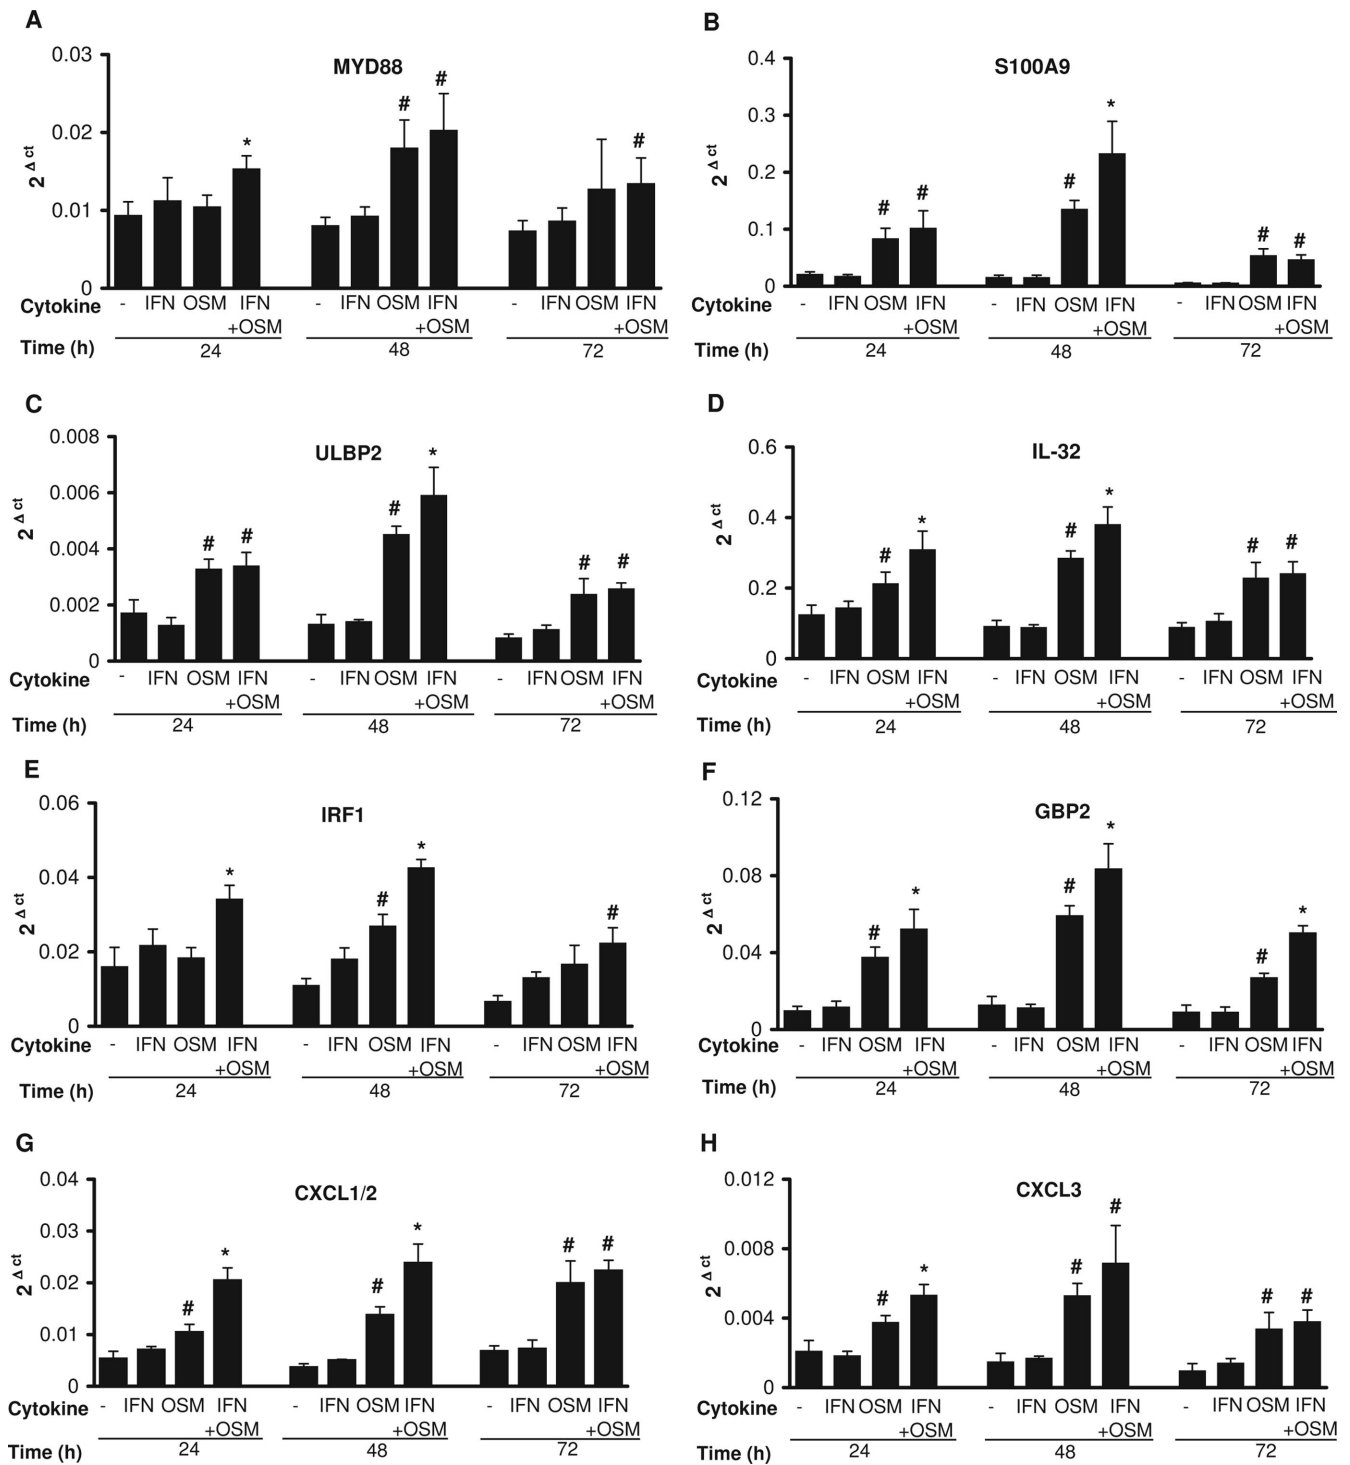 A
MYD88
0.03
0.02
0.01
0
2 Δ ct
* # # # #
Cytokine - IFN OSM IFN - IFN OSM IFN - IFN OSM IFN
+OSM +OSM +OSM
Time (h) 24 48 72
B
S100A9
0.4
0.3
0.2
0.1
0
2 Δ ct
# # # * # #
Cytokine - IFN OSM IFN - IFN OSM IFN - IFN OSM IFN
+OSM +OSM +OSM
Time (h) 24 48 72
C
ULBP2
0.008
0.006
0.004
0.002
0
2 Δ ct
# # # * # #
Cytokine - IFN OSM IFN - IFN OSM IFN - IFN OSM IFN
+OSM +OSM +OSM
Time (h) 24 48 72
D
IL-32
0.6
0.4
0.2
0
2 Δ ct
# * # * # #
Cytokine - IFN OSM IFN - IFN OSM IFN - IFN OSM IFN
+OSM +OSM +OSM
Time (h) 24 48 72
E
IRF1
0.06
0.04
0.02
0
2 Δ ct
* # * #
Cytokine - IFN OSM IFN - IFN OSM IFN - IFN OSM IFN
+OSM +OSM +OSM
Time (h) 24 48 72
F
GBP2
0.12
0.08
0.04
0
2 Δ ct
# * # * # *
Cytokine - IFN OSM IFN - IFN OSM IFN - IFN OSM IFN
+OSM +OSM +OSM
Time (h) 24 48 72
G
CXCL1/2
0.04
0.03
0.02
0.01
0
2 Δ ct
# * # * # #
Cytokine - IFN OSM IFN - IFN OSM IFN - IFN OSM IFN
+OSM +OSM +OSM
Time (h) 24 48 72
H
CXCL3
0.012
0.008
0.004
0
2 Δ ct
# * # # # #
Cytokine - IFN OSM IFN - IFN OSM IFN - IFN OSM IFN
+OSM +OSM +OSM
Time (h) 24 48 72